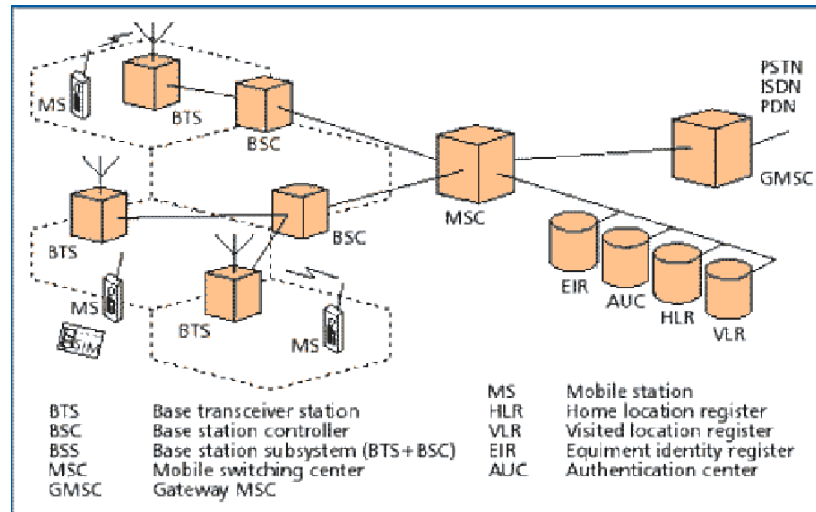 PSTN
ISDN
PDN
MS
BTS
BSC
GMSC
MSC
BTS
BSC
EIR
AUC
HLR
VLR
MS
BTS
MS
SIM
MS Mobile station
BTS Base transceiver station
HLR Home location register
BSC Base station controller
VLR Visited location register
BSS Base station subsystem (BTS+BSC)
EIR Equiment identity register
MSC Mobile switching center
AUC Authentication center
GMSC Gateway MSC